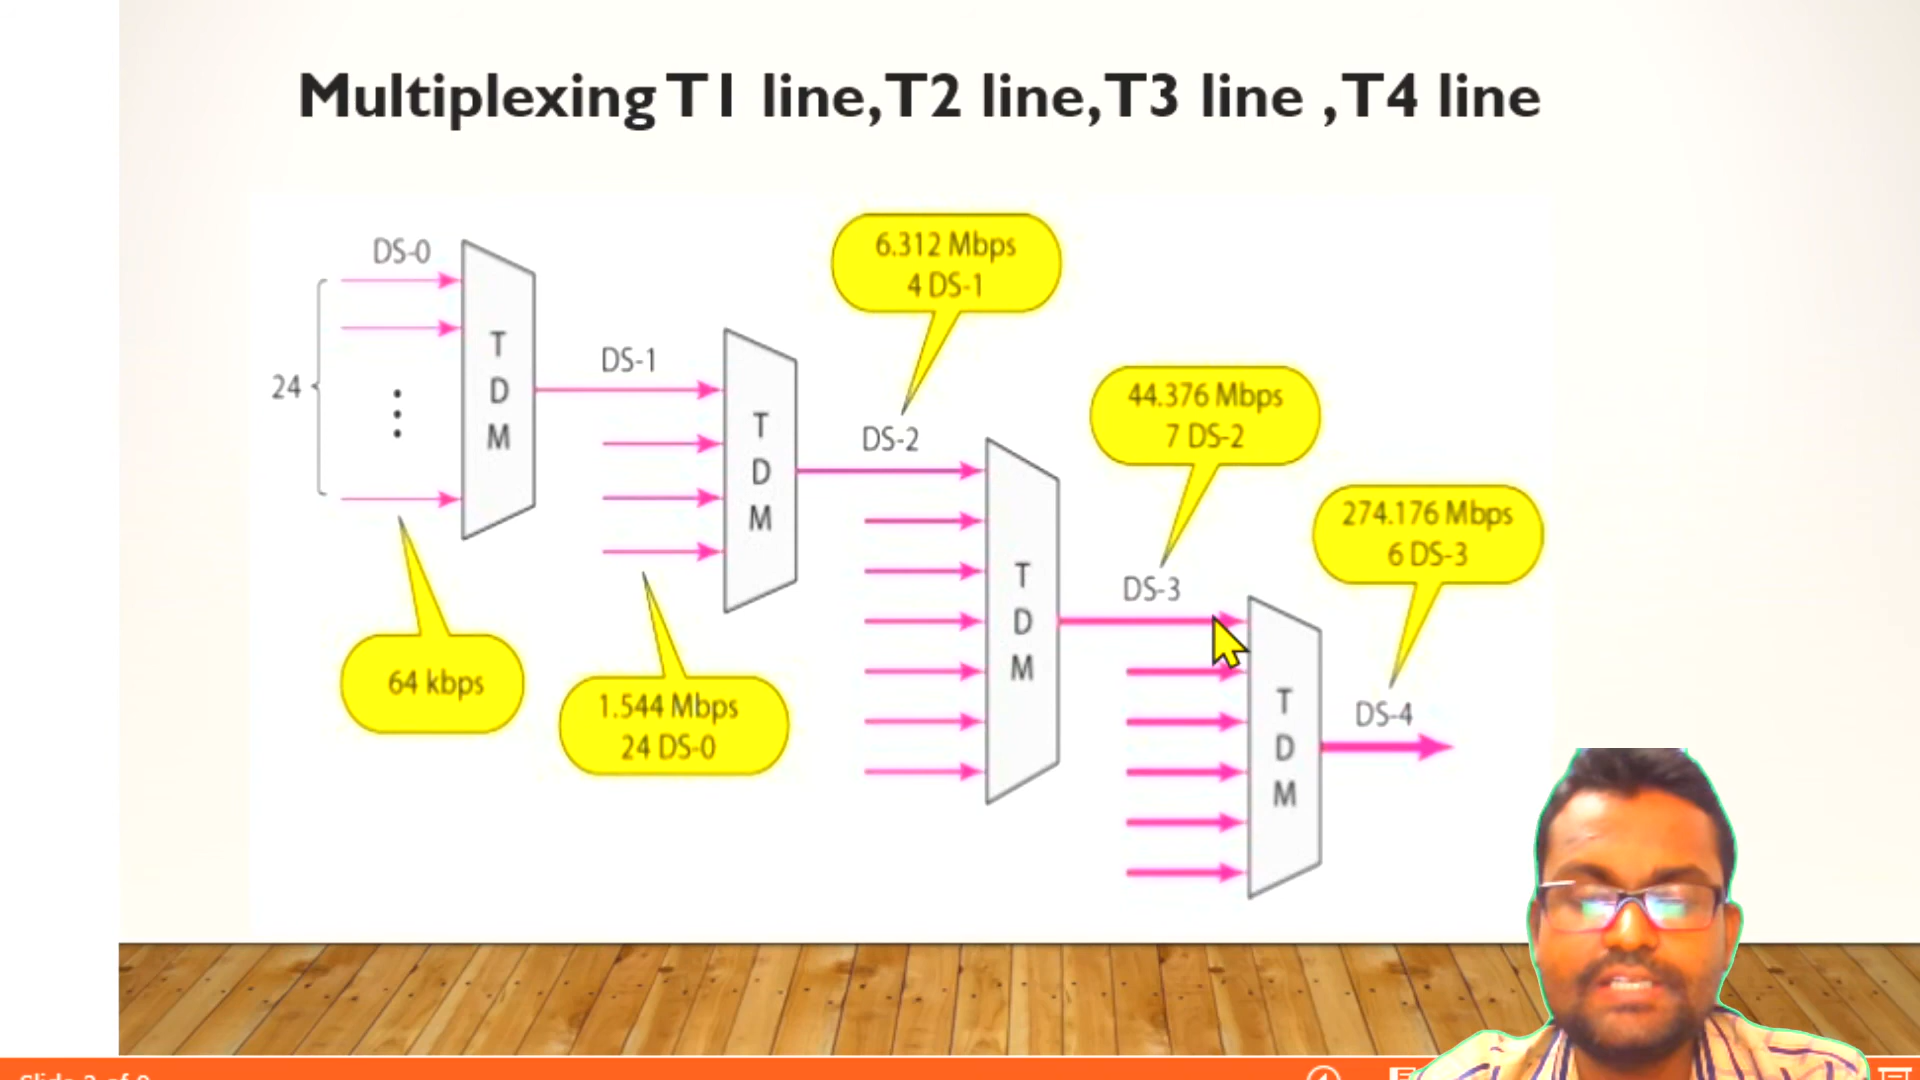 Multiplexing T1 line,T2 line,T3 line ,T4 line
6.312 Mbps
4 DS-1
DS-0
24
T
D
M
DS-1
T
D
M
DS-2
44.376 Mbps
7 DS-2
274.176 Mbps
6 DS-3
T
D
M
DS-3
64 kbps
1.544 Mbps
24 DS-0
T
D
M
DS-4